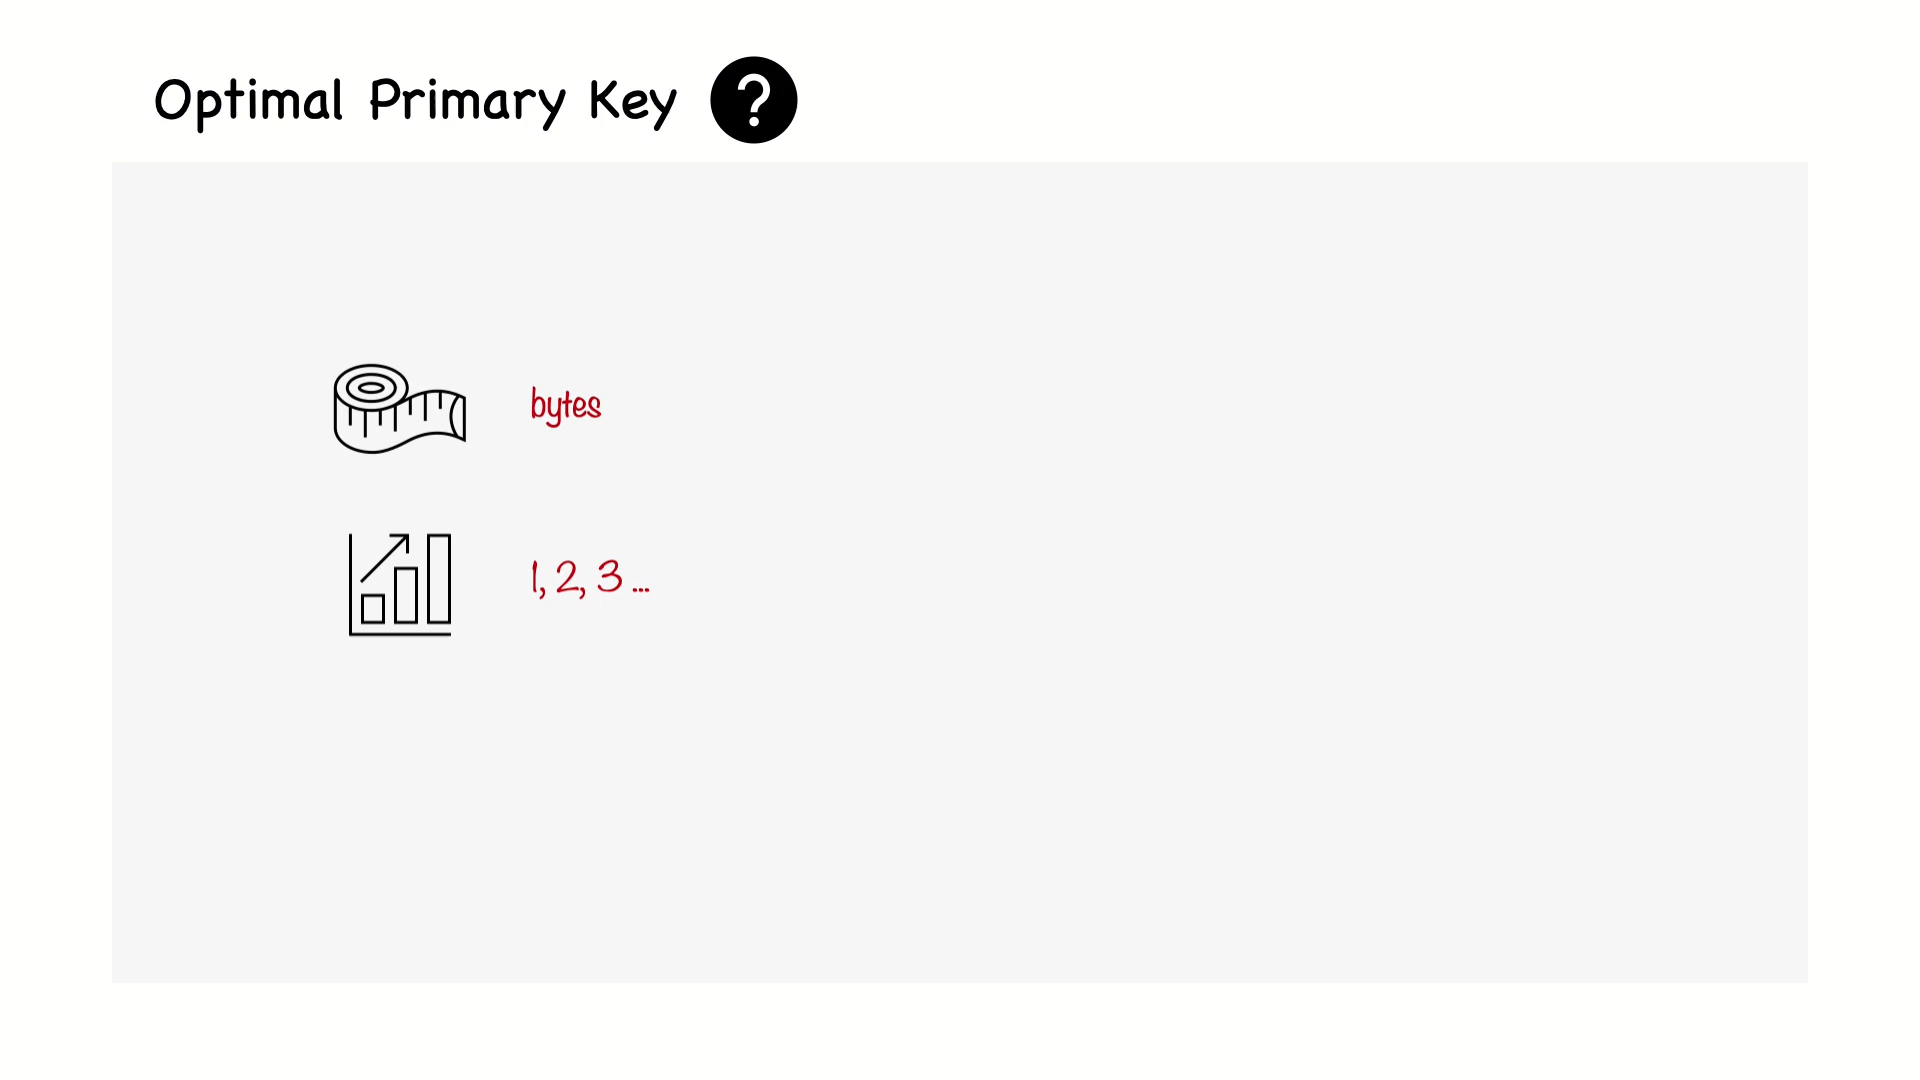 Optimal Primary Key ?
bytes
1, 2, 3 ...